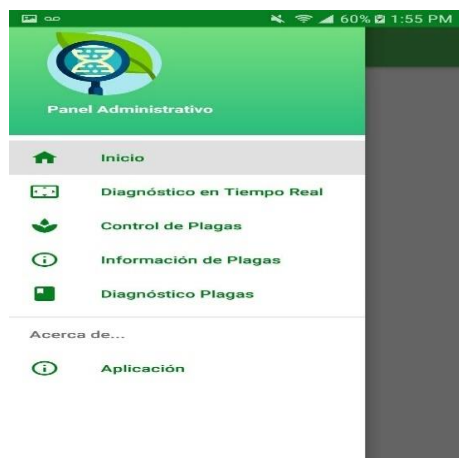 60% 1:55 PM
Panel Administrativo
Inicio
Diagnóstico en Tiempo Real
Control de Plagas
Información de Plagas
Diagnóstico Plagas
Acerca de...
Aplicación